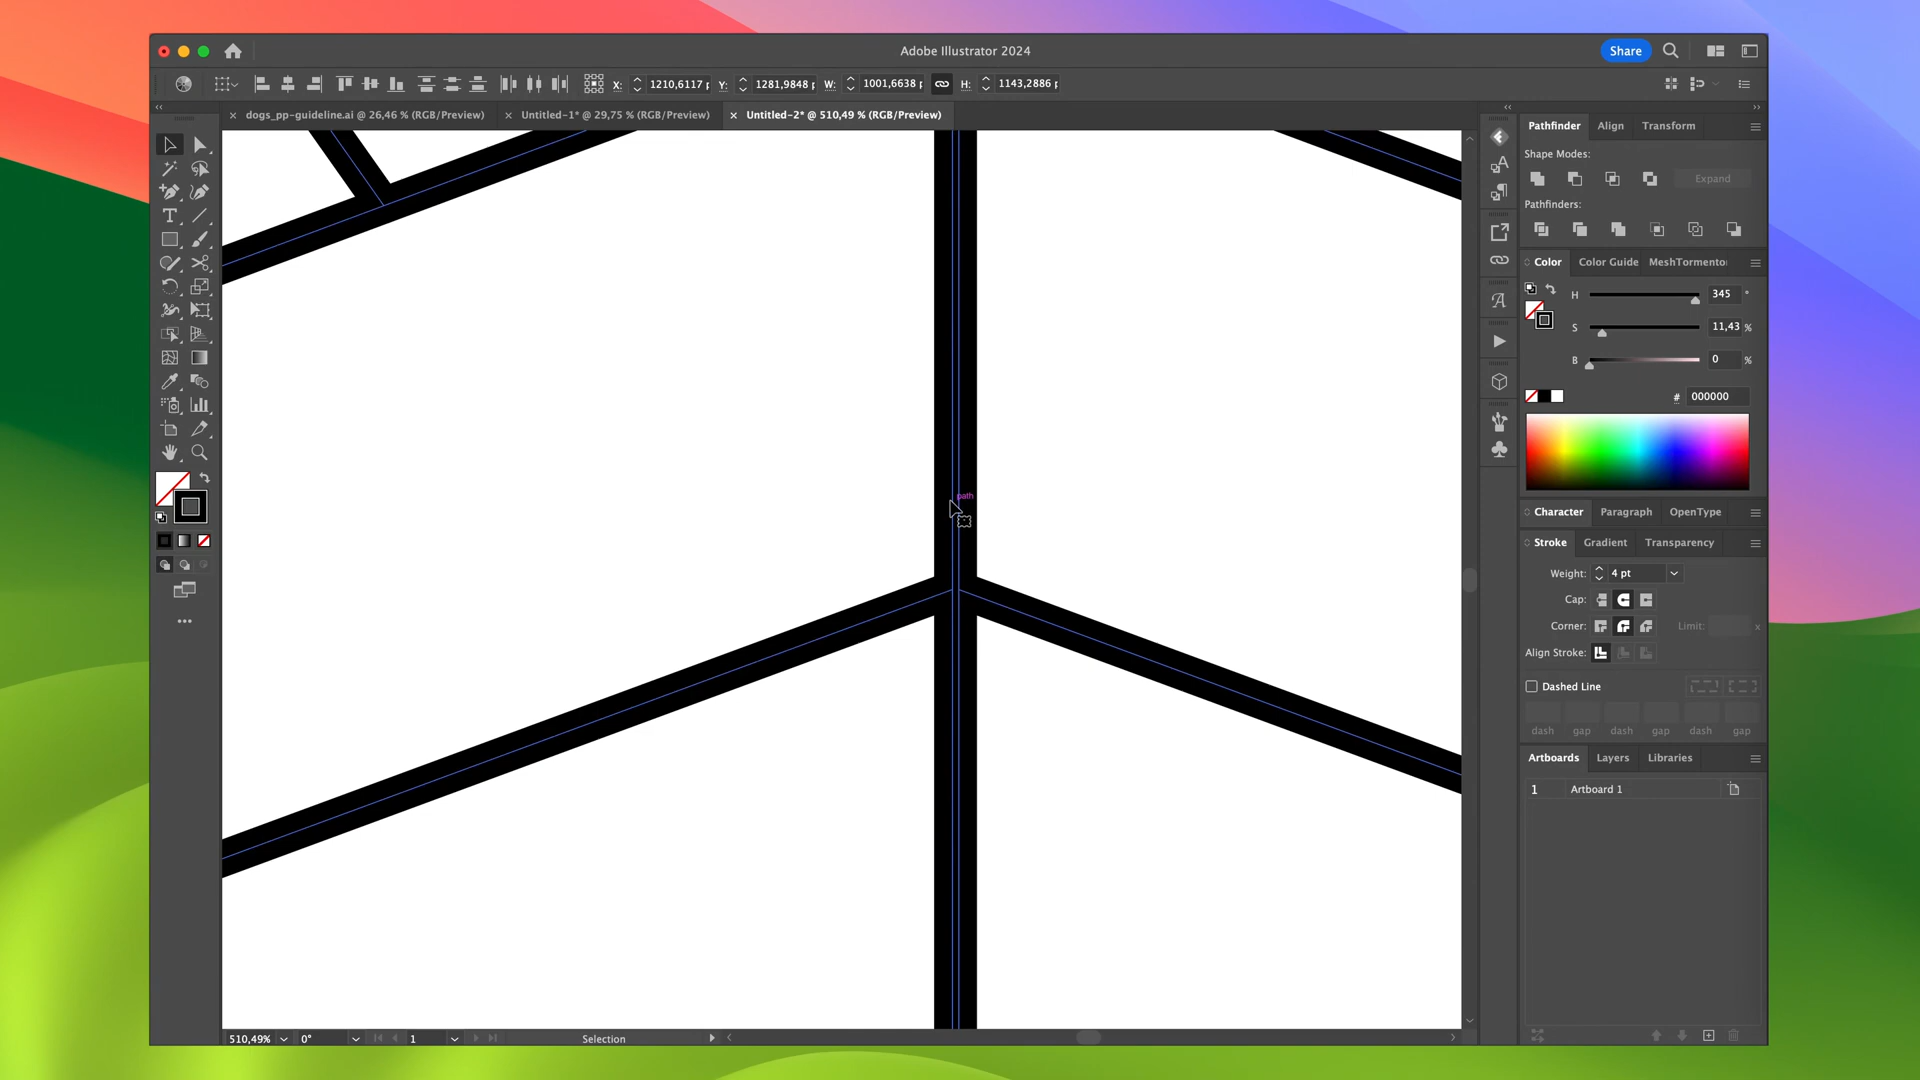 Adobe Illustrator 2024
Share
X: 1210,6117 Y: 1281,9848 W: 1001,6638 H: 1143,2886
dogs_pp-guideline.ai @ 26,46 % (RGB/Preview)
Untitled-1* @ 29,75 % (RGB/Preview)
Untitled-2* @ 510,49 % (RGB/Preview)
Pathfinder Align Transform
Shape Modes:
Expand
Pathfinders:
Color Color Guide MeshTormento
H 345 °
S 11,43 %
B 0 %
# 000000
path
Character Paragraph OpenType
Stroke Gradient Transparency
Weight: 4 pt
Cap:
Corner: Limit: x
Align Stroke:
Dashed Line
dash gap dash gap dash gap
Artboards Layers Libraries
1 Artboard 1
510,49% 0° 1 Selection